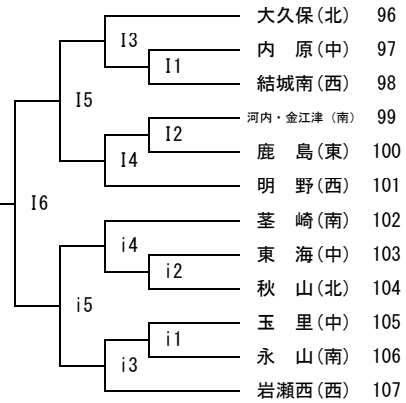 大久保(北) 96
I3
内 原(中) 97
I1
結城南(西) 98
I5
河内・金江津(南) 99
I2
鹿 島(東) 100
I4
明 野(西) 101
I6
茎 崎(南) 102
i4
東 海(中) 103
i2
秋 山(北) 104
i5
玉 里(中) 105
i1
永 山(南) 106
i3
岩瀬西(西) 107